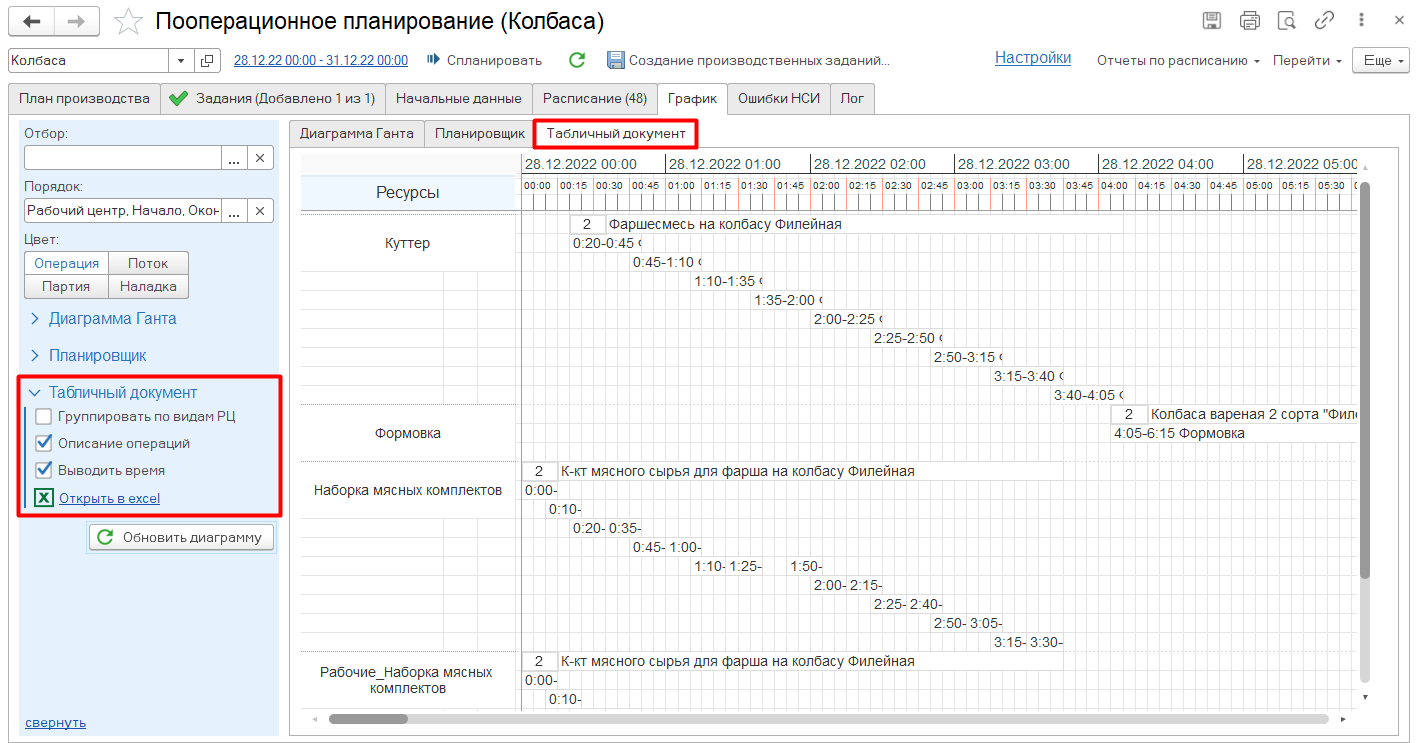 Пооперационное планирование (Колбаса)
Колбаса
28.12.22 00:00 - 31.12.22 00:00
Спланировать
Создание производственных заданий...
Настройки
Отчеты по расписанию
Перейти
Еще
План производства
Задания (Добавлено 1 из 1)
Начальные данные
Расписание (48)
График
Ошибки НСИ
Лог
Отбор:
...
Порядок:
Рабочий центр, Начало, Окон
...
Цвет:
Операция Поток
Партия Наладка
Диаграмма Ганта
Планировщик
Табличный документ
Группировать по видам РЦ
Описание операций
Выводить время
Открыть в excel
Обновить диаграмму
свернуть
Диаграмма Ганта Планировщик Табличный документ
28.12.2022 00:00 28.12.2022 01:00 28.12.2022 02:00 28.12.2022 03:00 28.12.2022 04:00 28.12.2022 05:00
Ресурсы
00:00 00:15 00:30 00:45 01:00 01:15 01:30 01:45 02:00 02:15 02:30 02:45 03:00 03:15 03:30 03:45 04:00 04:15 04:30 04:45 05:00 05:15 05:30
2 Фаршесмесь на колбасу Филейная
Куттер
0:20-0:45
0:45-1:10
1:10-1:35
1:35-2:00
2:00-2:25
2:25-2:50
2:50-3:15
3:15-3:40
3:40-4:05
2 Колбаса вареная 2 сорта "Филе
Формовка
4:05-6:15 Формовка
2 К-кт мясного сырья для фарша на колбасу Филейная
Наборка мясных комплектов
0:00-
0:10-
0:20- 0:35-
0:45- 1:00-
1:10- 1:25- 1:50-
2:00- 2:15-
2:25- 2:40-
2:50- 3:05-
3:15- 3:30-
2 К-кт мясного сырья для фарша на колбасу Филейная
Рабочие_Наборка мясных
комплектов
0:00-
0:10-